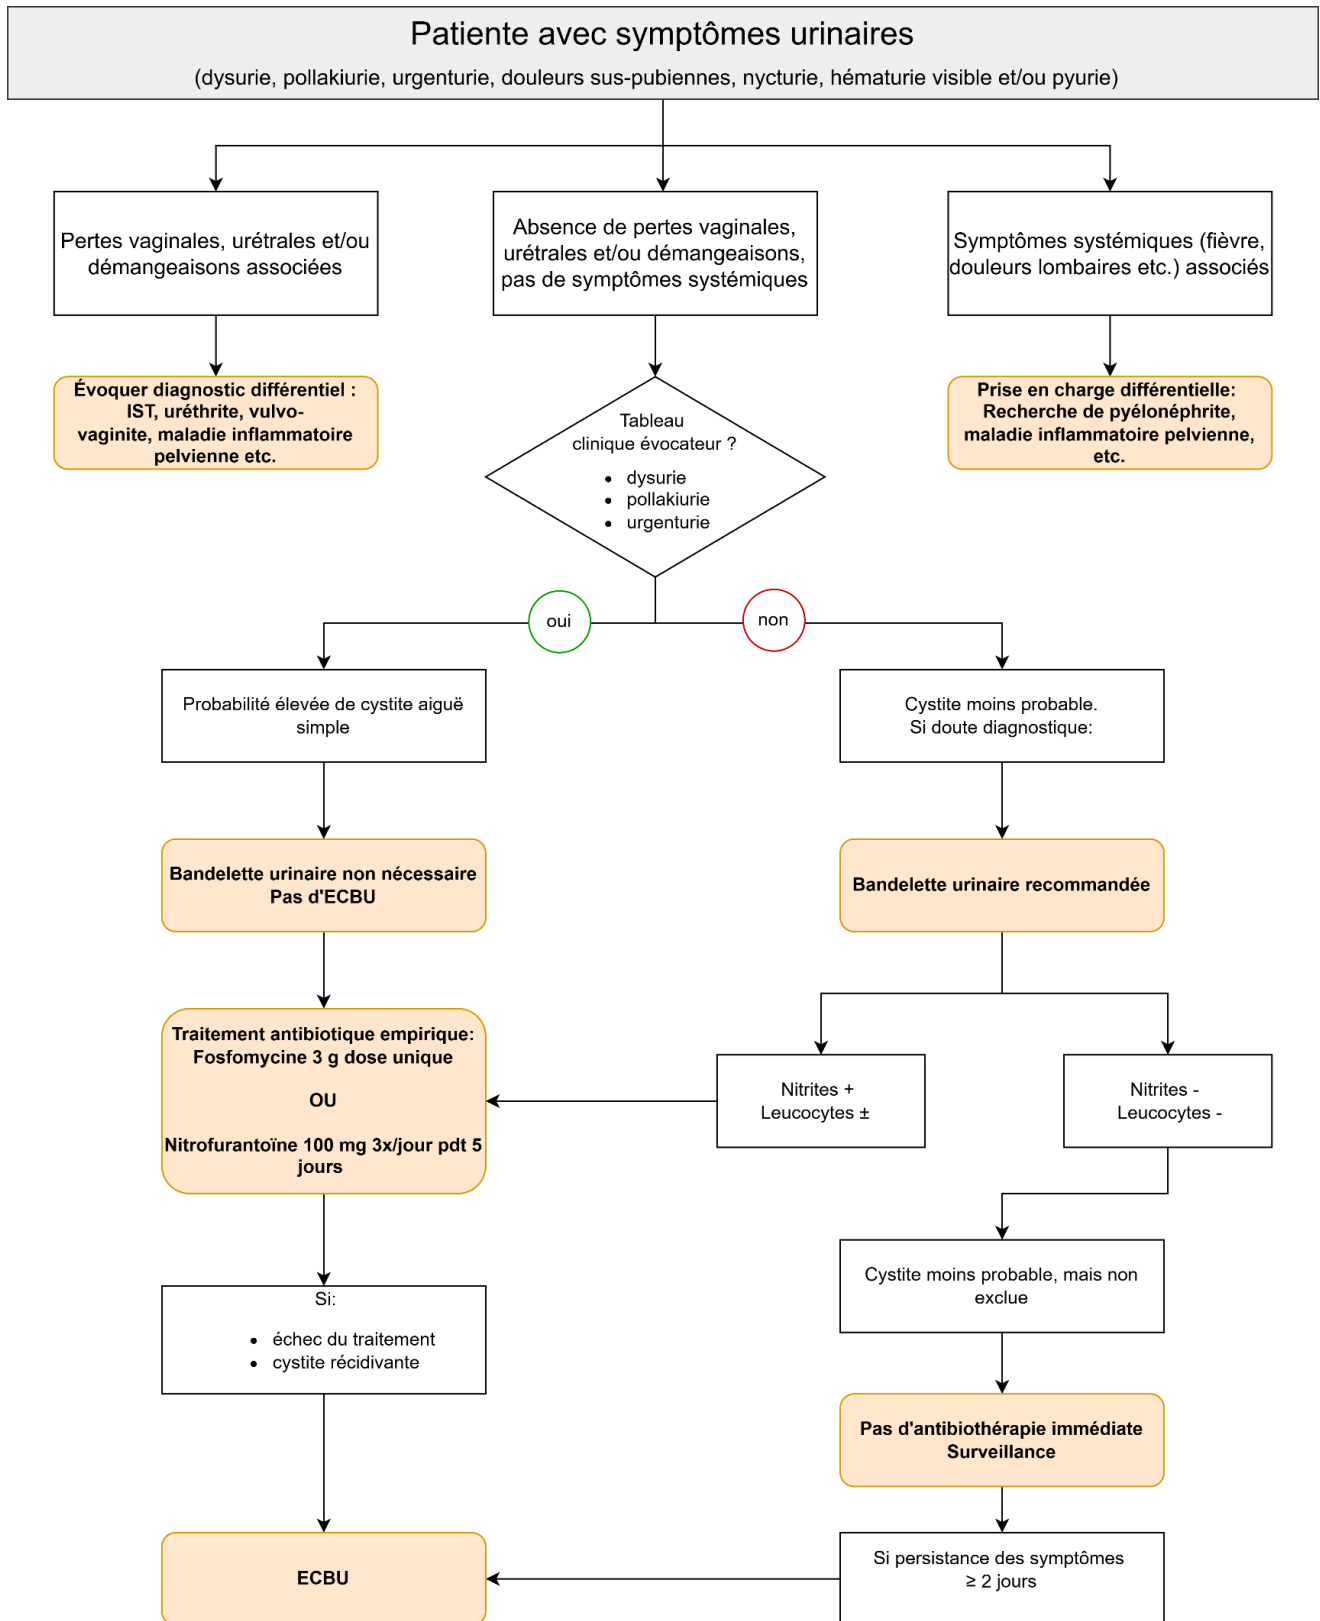 Patiente avec symptômes urinaires
(dysurie, pollakiurie, urgenturie, douleurs sus-pubiennes, nycturie, hématurie visible et/ou pyurie)
Pertes vaginales, urétrales et/ou
démangeaisons associées
Absence de pertes vaginales,
urétrales et/ou démangeaisons,
pas de symptômes systémiques
Symptômes systémiques (fièvre,
douleurs lombaires etc.) associés
Évoquer diagnostic différentiel :
IST, uréthrite, vulvo-
vaginite, maladie inflammatoire
pelvienne etc.
Tableau
clinique évocateur ?
• dysurie
• pollakiurie
• urgenturie
Prise en charge différentielle:
Recherche de pyélonéphrite,
maladie inflammatoire pelvienne,
etc.
oui
non
Probabilité élevée de cystite aiguë
simple
Cystite moins probable.
Si doute diagnostique:
Bandelette urinaire non nécessaire
Pas d'ECBU
Bandelette urinaire recommandée
Traitement antibiotique empirique:
Fosfomycine 3 g dose unique
OU
Nitrofurantoïne 100 mg 3x/jour pdt 5
jours
Nitrites +
Leucocytes ±
Nitrites -
Leucocytes -
Cystite moins probable, mais non
exclue
Si:
• échec du traitement
• cystite récidivante
Pas d'antibiothérapie immédiate
Surveillance
ECBU
Si persistance des symptômes
≥ 2 jours